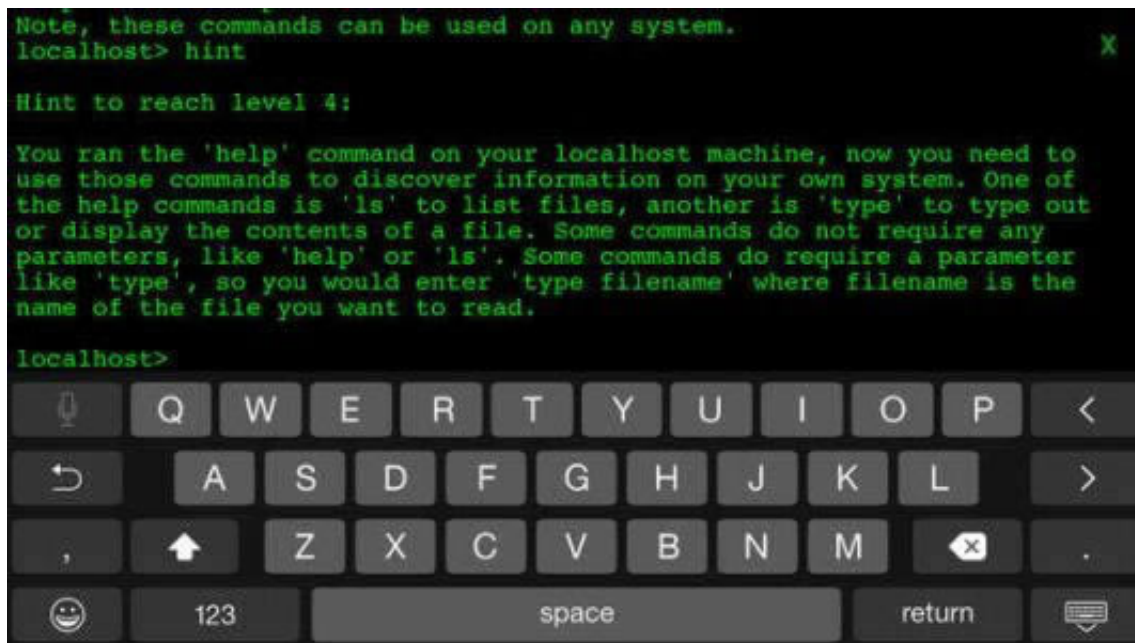 Note, these commands can be used on any system.
localhost> hint
X
Hint to reach level 4:
You ran the 'help' command on your localhost machine, now you need to
use those commands to discover information on your own system. One of
the help commands is 'ls' to list files, another is 'type' to type out
or display the contents of a file. Some commands do not require any
parameters, like 'help' or 'ls'. Some commands do require a parameter
like 'type', so you would enter 'type filename' where filename is the
name of the file you want to read.
localhost>
Q W E R T Y U I O P <
A S D F G H J K L >
, Z X C V B N M .
123 space return